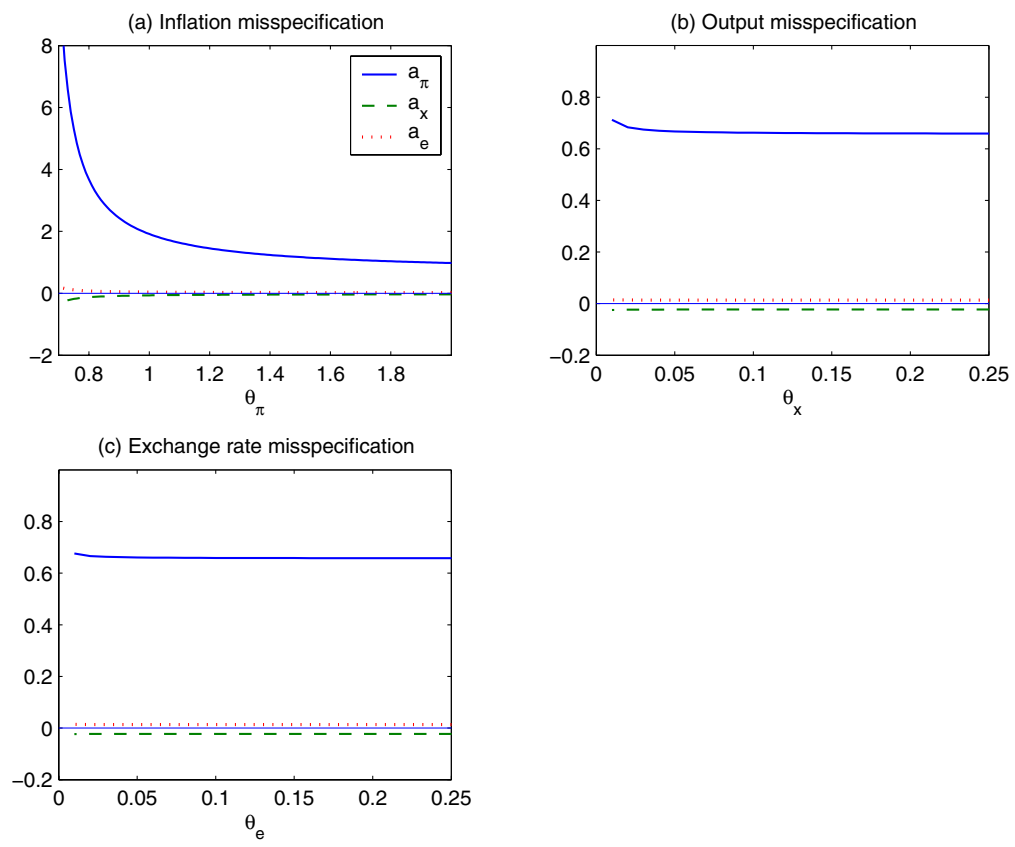 (a) Inflation misspecification
8
6
4
2
0
−2
0.8 1 1.2 1.4 1.6 1.8
θπ
aπ
ax
ae
(b) Output misspecification
0.8
0.6
0.4
0.2
0
−0.2
0 0.05 0.1 0.15 0.2 0.25
θx
(c) Exchange rate misspecification
0.8
0.6
0.4
0.2
0
−0.2
0 0.05 0.1 0.15 0.2 0.25
θe